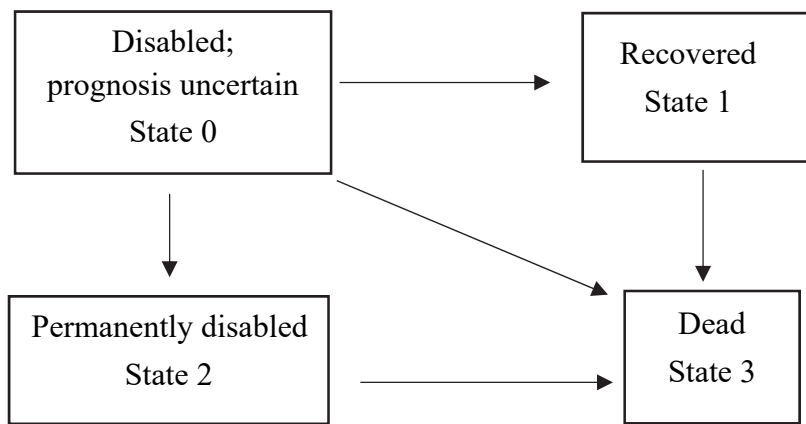 Disabled;
prognosis uncertain
State 0
Recovered
State 1
Permanently disabled
State 2
Dead
State 3